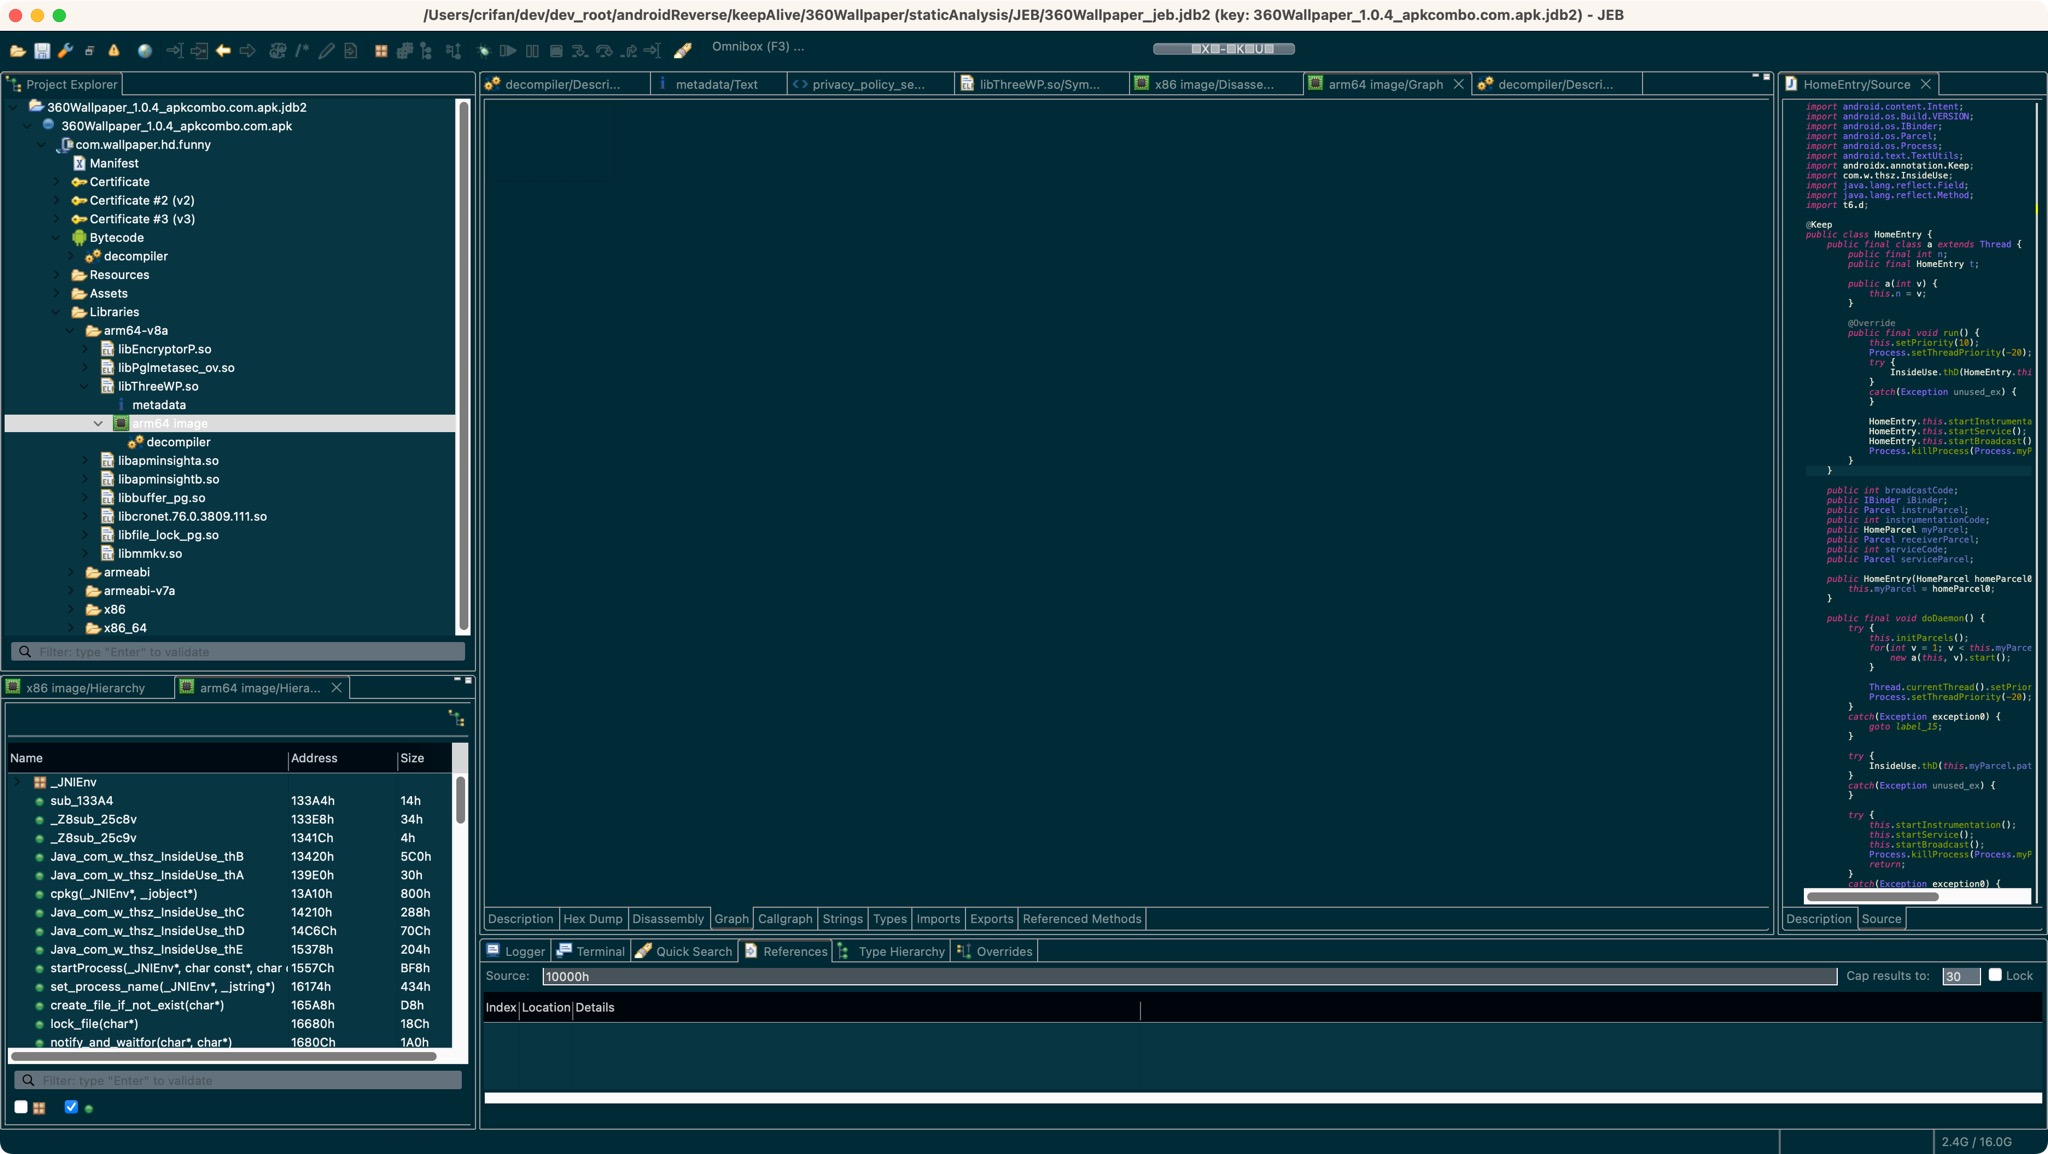 /Users/crifan/dev/dev_root/androidReverse/keepAlive/360Wallpaper/staticAnalysis/JEB/360Wallpaper_jeb.jdb2 (key: 360Wallpaper_1.0.4_apkcombo.com.apk.jdb2) - JEB
Omnibox (F3) ...
Project Explorer
360Wallpaper_1.0.4_apkcombo.com.apk.jdb2
360Wallpaper_1.0.4_apkcombo.com.apk
com.wallpaper.hd.funny
Manifest
Certificate
Certificate #2 (v2)
Certificate #3 (v3)
Bytecode
decompiler
Resources
Assets
Libraries
arm64-v8a
libEncryptorP.so
libPglmetasec_ov.so
libThreeWP.so
metadata
arm64 image
decompiler
libapminsighta.so
libapminsightb.so
libbuffer_pg.so
libcronet.76.0.3809.111.so
libfile_lock_pg.so
libmmkv.so
armeabi
armeabi-v7a
x86
x86_64
Filter: type "Enter" to validate
x86 image/Hierarchy
arm64 image/Hiera...
Name Address Size
_JNIEnv
sub_133A4 133A4h 14h
_Z8sub_25c8v 133E8h 34h
_Z8sub_25c9v 1341Ch 4h
Java_com_w_thsz_InsideUse_thB 13420h 5C0h
Java_com_w_thsz_InsideUse_thA 139E0h 30h
cpkg(_JNIEnv*, _jobject*) 13A10h 800h
Java_com_w_thsz_InsideUse_thC 14210h 288h
Java_com_w_thsz_InsideUse_thD 14C6Ch 70Ch
Java_com_w_thsz_InsideUse_thE 15378h 204h
startProcess(_JNIEnv*, char const*, char 1557Ch BF8h
set_process_name(_JNIEnv*, _jstring*) 16174h 434h
create_file_if_not_exist(char*) 165A8h D8h
lock_file(char*) 16680h 18Ch
notify_and_waitfor(char*, char*) 1680Ch 1A0h
Filter: type "Enter" to validate
decompiler/Descri...
metadata/Text
privacy_policy_se...
libThreeWP.so/Sym...
x86 image/Disasse...
arm64 image/Graph
decompiler/Descri...
Description Hex Dump Disassembly Graph Callgraph Strings Types Imports Exports Referenced Methods
HomeEntry/Source
import android.content.Intent;
import android.os.Build.VERSION;
import android.os.IBinder;
import android.os.Parcel;
import android.os.Process;
import android.text.TextUtils;
import androidx.annotation.Keep;
import com.w.thsz.InsideUse;
import java.lang.reflect.Field;
import java.lang.reflect.Method;
import t6.d;
@Keep
public class HomeEntry {
public final class a extends Thread {
public final int n;
public final HomeEntry t;
public a(int v) {
this.n = v;
}
@Override
public final void run() {
this.setPriority(10);
Process.setThreadPriority(-20);
try {
InsideUse.thD(HomeEntry.thi
}
catch(Exception unused_ex) {
}
HomeEntry.this.startInstrumenta
HomeEntry.this.startService();
HomeEntry.this.startBroadcast()
Process.killProcess(Process.myP
}
}
public int broadcastCode;
public IBinder iBinder;
public Parcel instruParcel;
public int instrumentationCode;
public HomeParcel myParcel;
public Parcel receiverParcel;
public int serviceCode;
public Parcel serviceParcel;
public HomeEntry(HomeParcel homeParcel0
this.myParcel = homeParcel0;
}
public final void doDaemon() {
try {
this.initParcels();
for(int v = 1; v < this.myParce
new a(this, v).start();
}
Thread.currentThread().setPrior
Process.setThreadPriority(-20);
}
catch(Exception exception0) {
goto label_15;
}
try {
InsideUse.thD(this.myParcel.pat
}
catch(Exception unused_ex) {
}
try {
this.startInstrumentation();
this.startService();
this.startBroadcast();
Process.killProcess(Process.myP
return;
}
catch(Exception exception0) {
Description Source
Logger Terminal Quick Search References Type Hierarchy Overrides
Source: 10000h Cap results to: 30 Lock
Index Location Details
2.4G / 16.0G